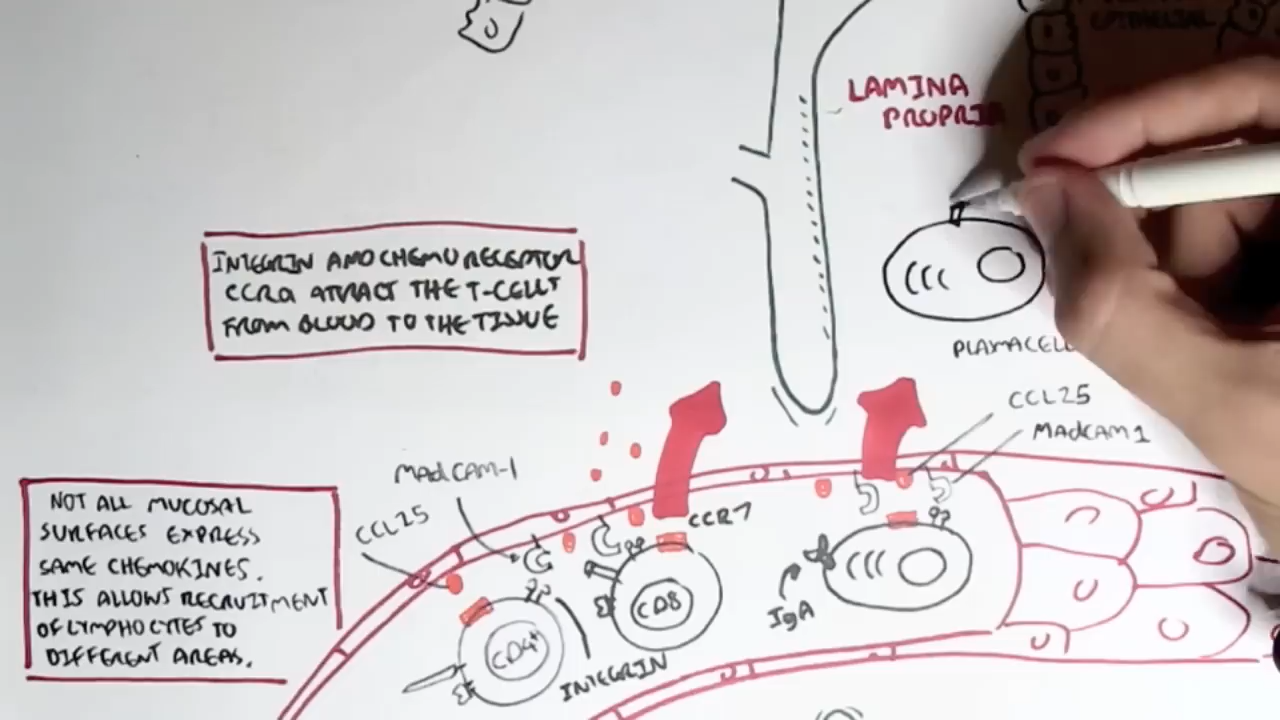 EPITHELIAL
LAMINA
PROPRIA
INTEGRIN AND CHEMO RECEPTOR
CCR9 ATRACT THE T-CELLS
FROM BLOOD TO THE TISSUE
PLASMACELL
CCL25
MAdCAM1
MAdCAM-1
CCL25
CCR7
NOT ALL MUCOSAL
SURFACES EXPRESS
SAME CHEMOKINES.
THIS ALLOWS RECRUITMENT
OF LYMPHOCYTES TO
DIFFERENT AREAS.
CD8
IgA
CD4+
INTEGRIN